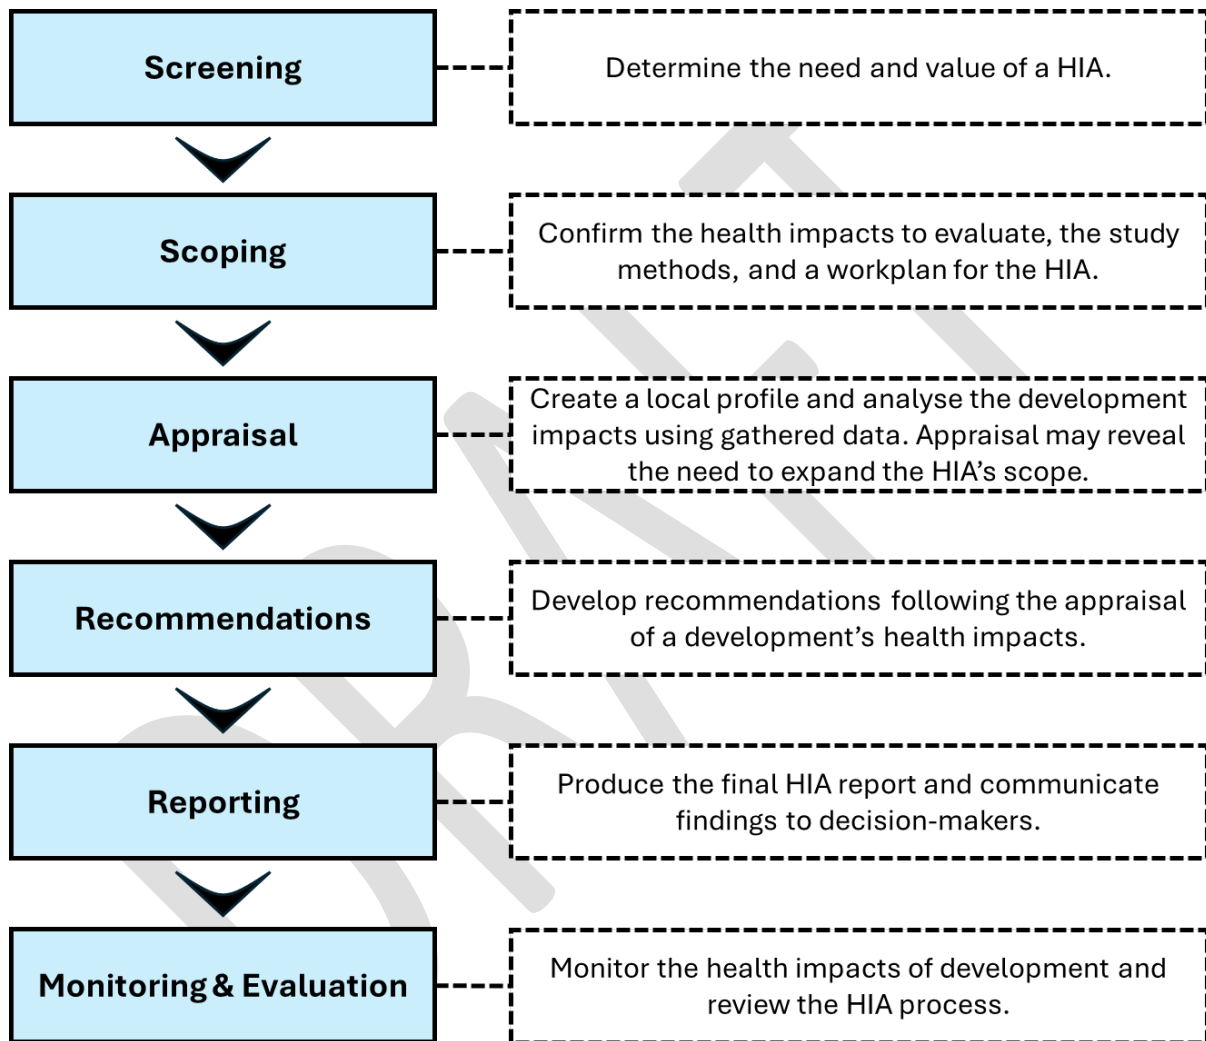 Screening
Determine the need and value of a HIA.
Scoping
Confirm the health impacts to evaluate, the study
methods, and a workplan for the HIA.
Appraisal
Create a local profile and analyse the development
impacts using gathered data. Appraisal may reveal
the need to expand the HIA’s scope.
Recommendations
Develop recommendations following the appraisal
of a development’s health impacts.
Reporting
Produce the final HIA report and communicate
findings to decision-makers.
Monitoring & Evaluation
Monitor the health impacts of development and
review the HIA process.
DRAFT